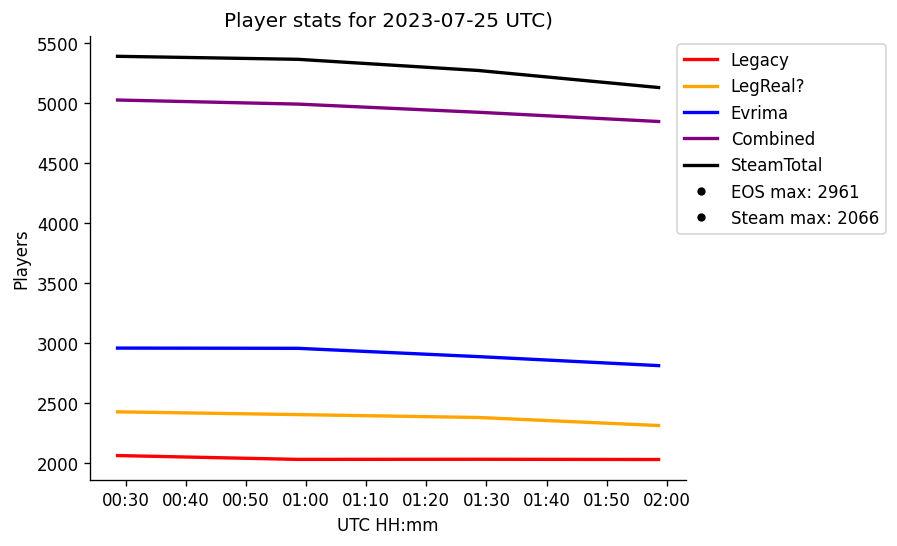 Player stats for 2023-07-25 UTC)
5500
5000
4500
4000
3500
3000
2500
2000
Players
00:30 00:40 00:50 01:00 01:10 01:20 01:30 01:40 01:50 02:00
UTC HH:mm
Legacy
LegReal?
Evrima
Combined
SteamTotal
EOS max: 2961
Steam max: 2066